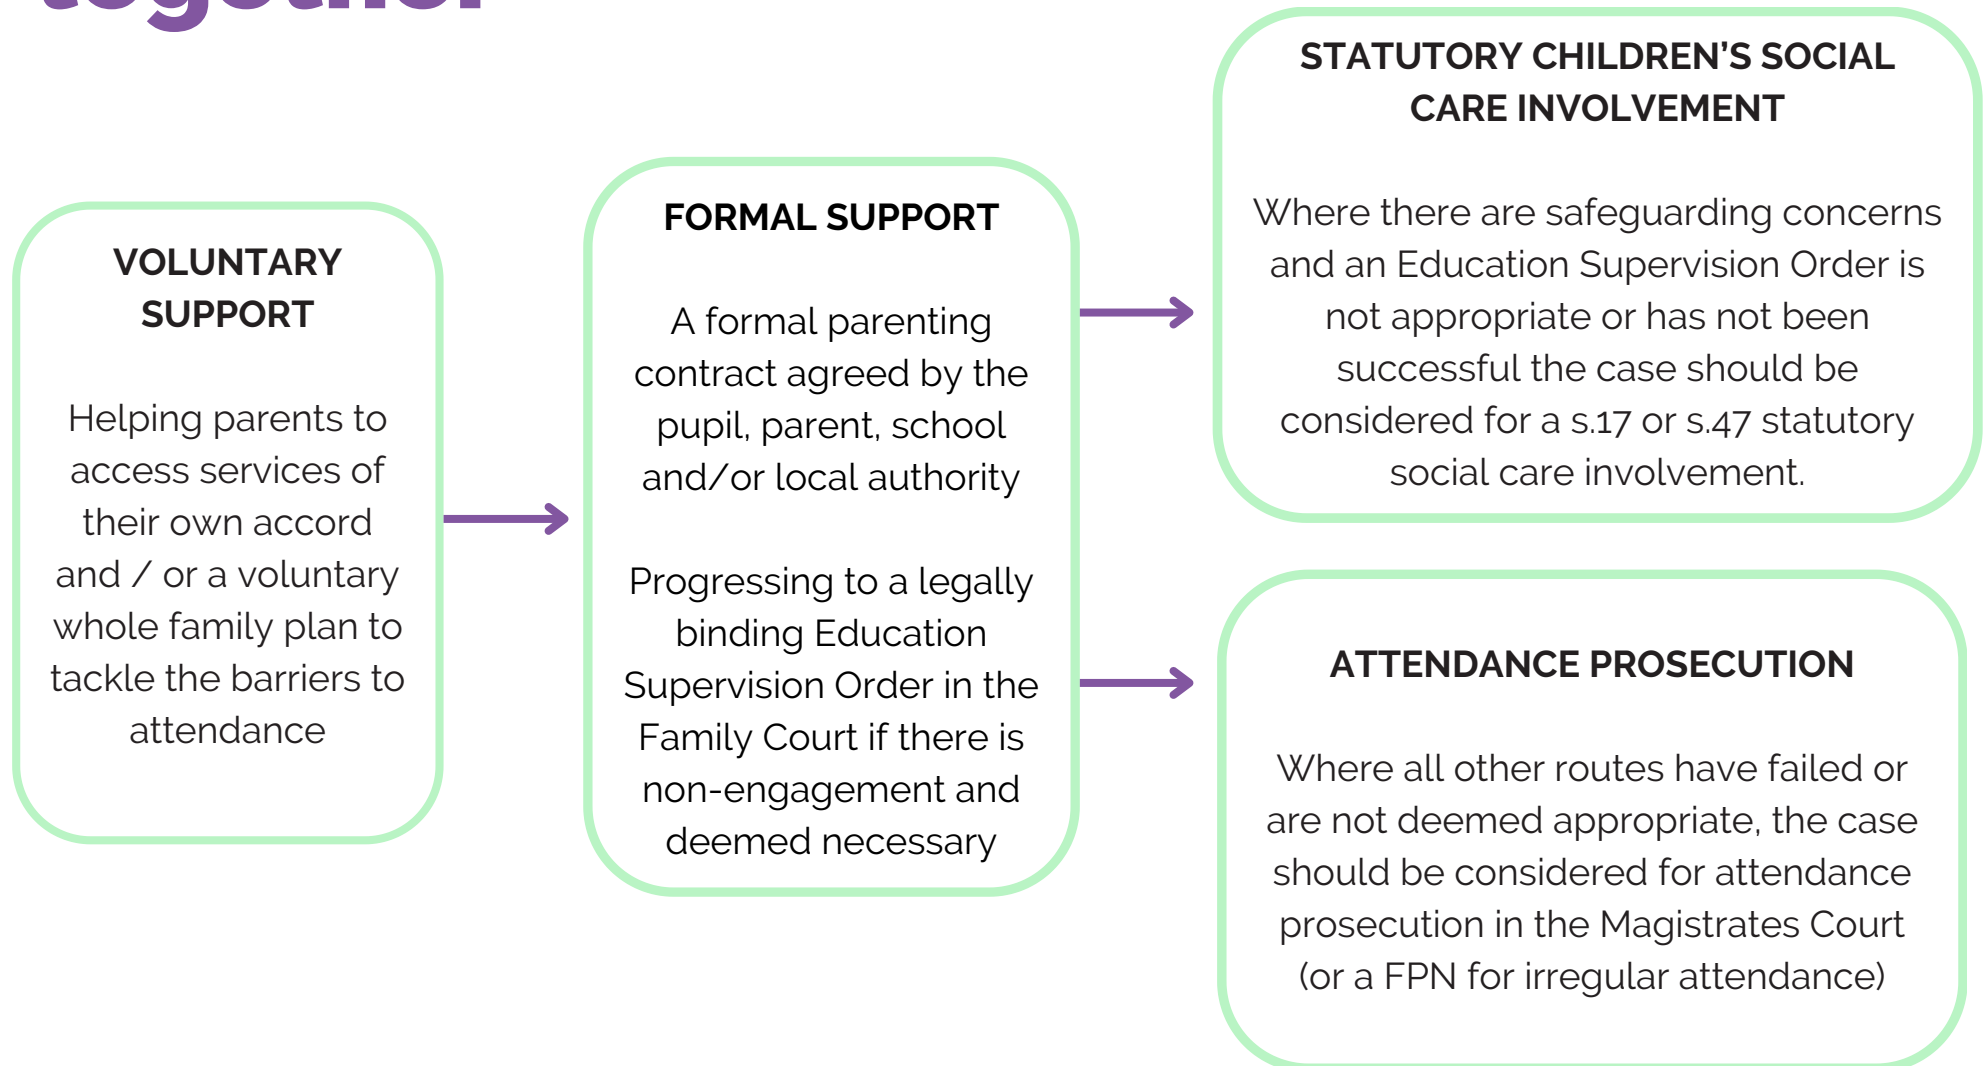 together
VOLUNTARY
SUPPORT
Helping parents to
access services of
their own accord
and / or a voluntary
whole family plan to
tackle the barriers to
attendance
FORMAL SUPPORT
A formal parenting
contract agreed by the
pupil, parent, school
and/or local authority
Progressing to a legally
binding Education
Supervision Order in the
Family Court if there is
non-engagement and
deemed necessary
STATUTORY CHILDREN’S SOCIAL
CARE INVOLVEMENT
Where there are safeguarding concerns
and an Education Supervision Order is
not appropriate or has not been
successful the case should be
considered for a s.17 or s.47 statutory
social care involvement.
ATTENDANCE PROSECUTION
Where all other routes have failed or
are not deemed appropriate, the case
should be considered for attendance
prosecution in the Magistrates Court
(or a FPN for irregular attendance)